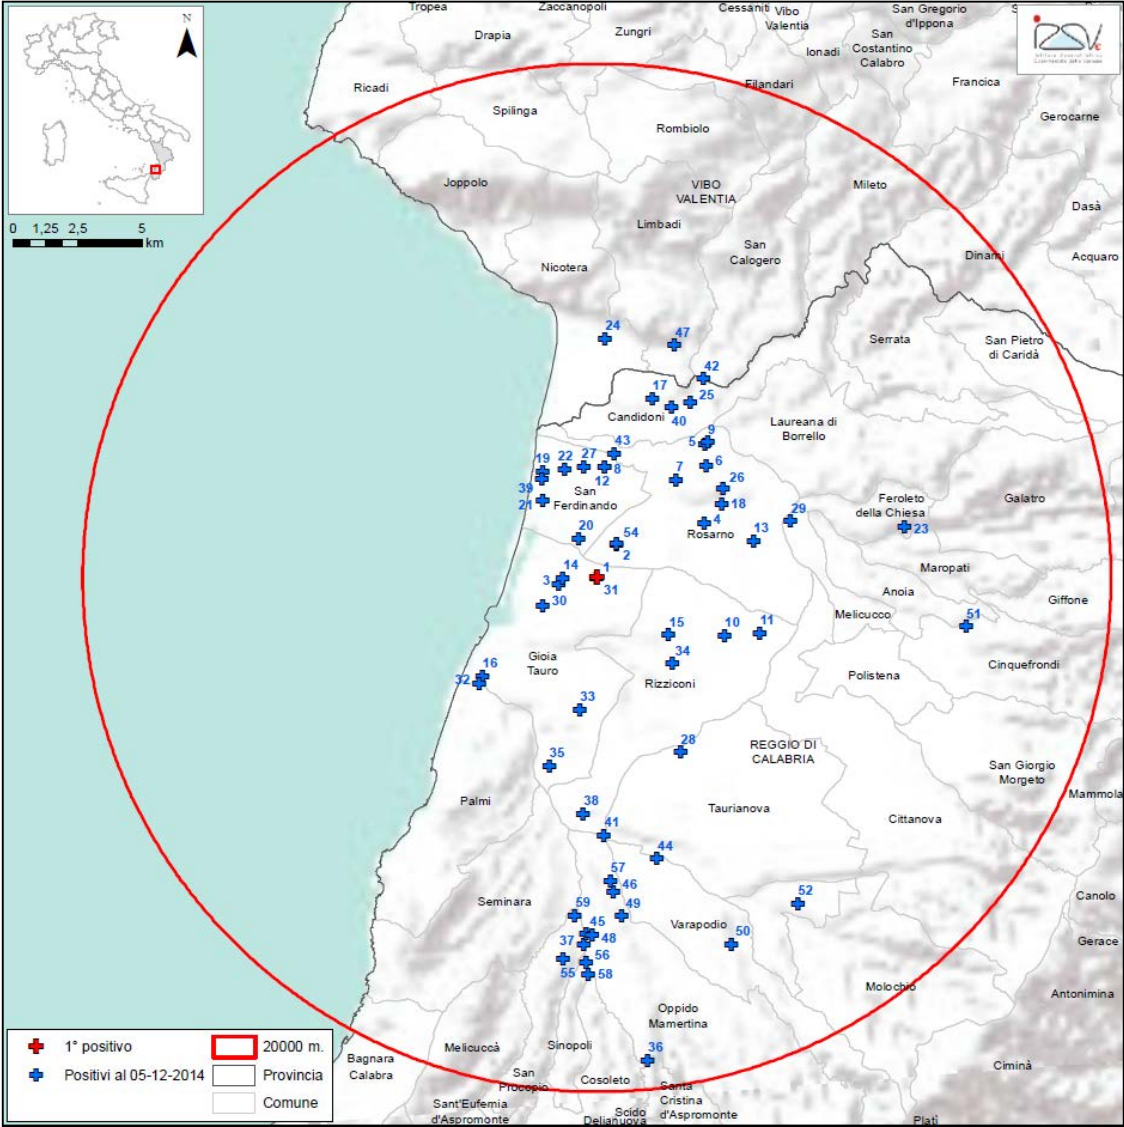 Tropea
Zaccanopoli
Cessaniti
Vibo
Valentia
San Gregorio
d'Ippona
N
Drapia
Zungri
San
Costantino
Calabro
Ionadi
Ricadi
Filandari
Francica
Spilinga
Gerocarne
Rombiolo
Joppolo
VIBO
VALENTIA
Mileto
Dasà
Limbadi
0 1,25 2,5 5
km
San
Calogero
Dinami
Acquaro
Nicotera
24
47
Serrata
San Pietro
di Caridà
42
17
25
Candidoni
40
Laureana di
Borrello
9
5
43
19
22
27
8
6
7
12
39
26
San
Ferdinando
21
18
Feroleto
della Chiesa
Galatro
29
4
23
20
54
Rosarno
13
2
14
1
Maropati
3
31
Anoia
Giffone
30
Melicucco
51
15
10
11
Gioia
Tauro
34
Cinquefrondi
16
32
Rizziconi
Polistena
33
28
REGGIO DI
CALABRIA
35
San Giorgio
Morgeto
Palmi
38
Taurianova
Mammola
41
Cittanova
44
57
46
Seminara
59
49
52
Canolo
45
Varapodio
37
48
50
Gerace
56
55
58
Molochio
Antonimina
Oppido
Mamertina
1° positivo
20000 m.
Positivi al 05-12-2014
Provincia
Comune
Melicuccà
Sinopoli
36
Bagnara
Calabra
Ciminà
San
Procopio
Cosoleto
Santa
Cristina
d'Aspromonte
Sant'Eufemia
d'Aspromonte
Scido
Delianuova
Platì